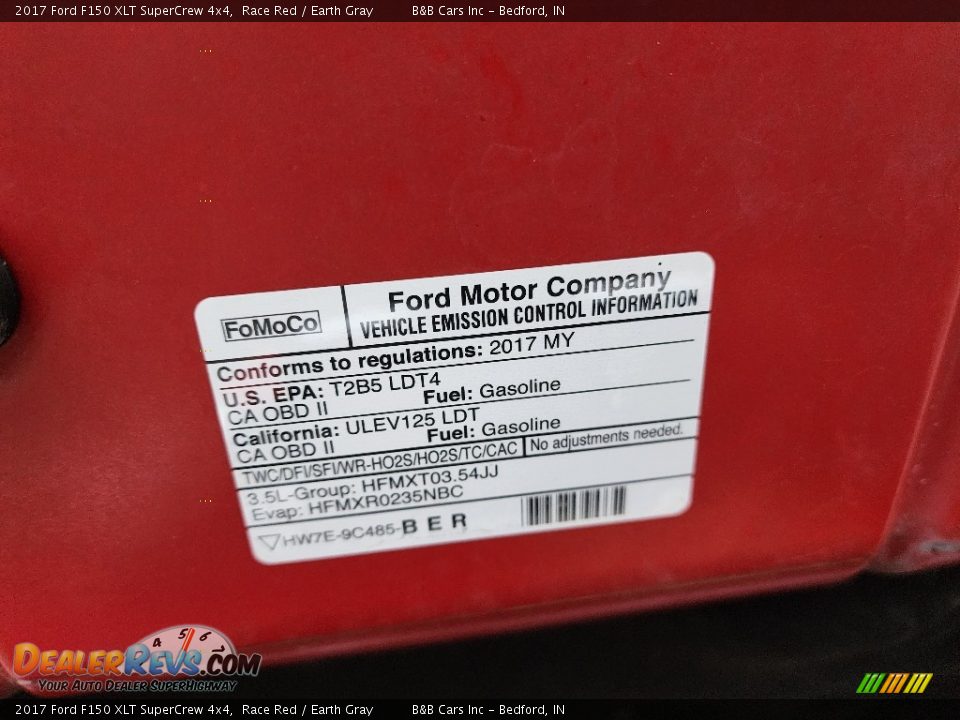 2017 Ford F150 XLT SuperCrew 4x4, Race Red / Earth Gray B&B Cars Inc - Bedford, IN
FoMoCo
Ford Motor Company
VEHICLE EMISSION CONTROL INFORMATION
Conforms to regulations: 2017 MY
U.S. EPA: T2B5 LDT4
CA OBD II Fuel: Gasoline
California: ULEV125 LDT
CA OBD II Fuel: Gasoline
TWC/DFI/SFI/WR-HO2S/HO2S/TC/CAC No adjustments needed.
3.5L-Group: HFMXT03.54JJ
Evap: HFMXR0235NBC
HW7E-9C485-BER
4 5 6
DealerRevs.com
Your Auto Dealer SuperHighway
2017 Ford F150 XLT SuperCrew 4x4, Race Red / Earth Gray B&B Cars Inc - Bedford, IN